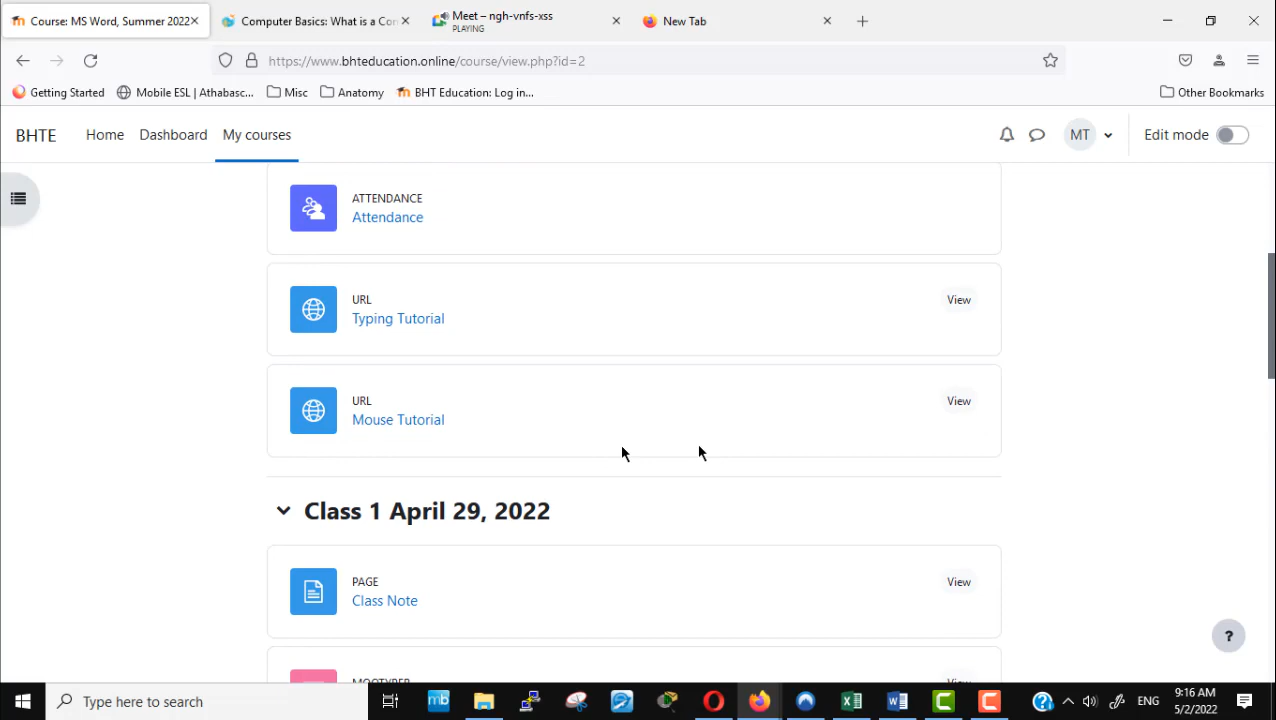 Course: MS Word, Summer 2022
Computer Basics: What is a Con
Meet – ngh-vnfs-xss
PLAYING
New Tab
https://www.bhteducation.online/course/view.php?id=2
Getting Started
Mobile ESL | Athabasc...
Misc
Anatomy
BHT Education: Log in...
Other Bookmarks
BHTE
Home
Dashboard
My courses
MT
Edit mode
ATTENDANCE
Attendance
URL
View
Typing Tutorial
URL
View
Mouse Tutorial
Class 1 April 29, 2022
PAGE
View
Class Note
?
Type here to search
mb
ENG
9:16 AM
5/2/2022